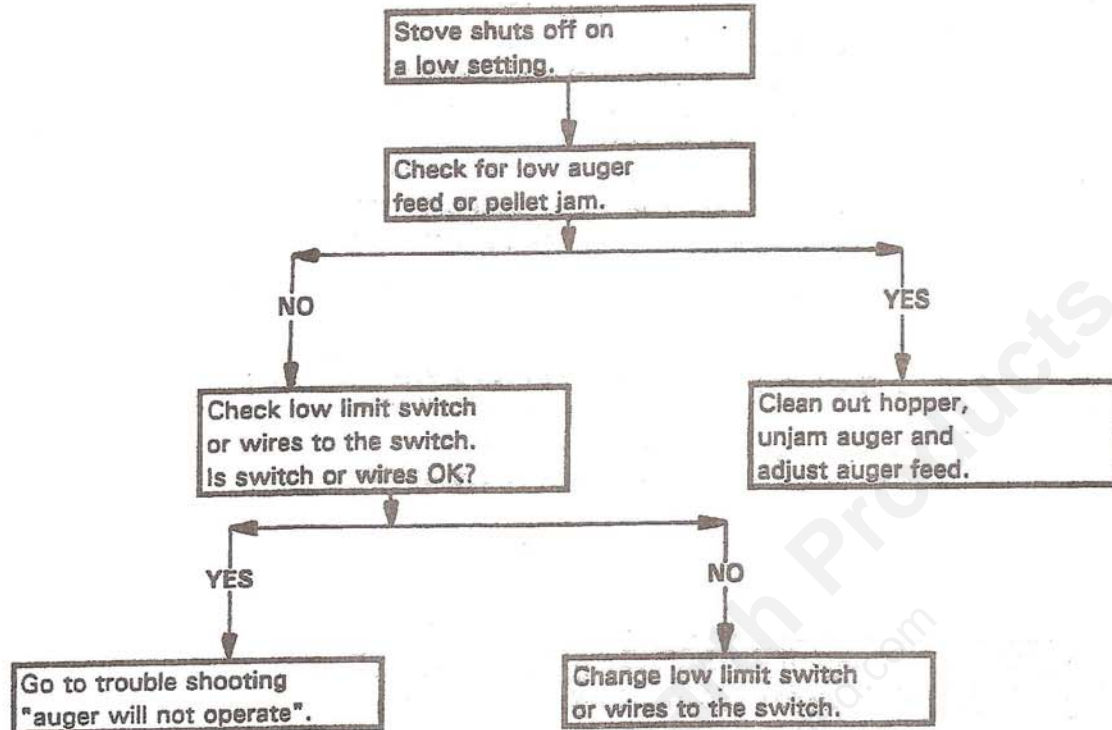 Stove shuts off on
a low setting.
Check for low auger
feed or pellet jam.
NO
YES
Check low limit switch
or wires to the switch.
Is switch or wires OK?
Clean out hopper,
unjam auger and
adjust auger feed.
YES
NO
Go to trouble shooting
"auger will not operate".
Change low limit switch
or wires to the switch.
Products